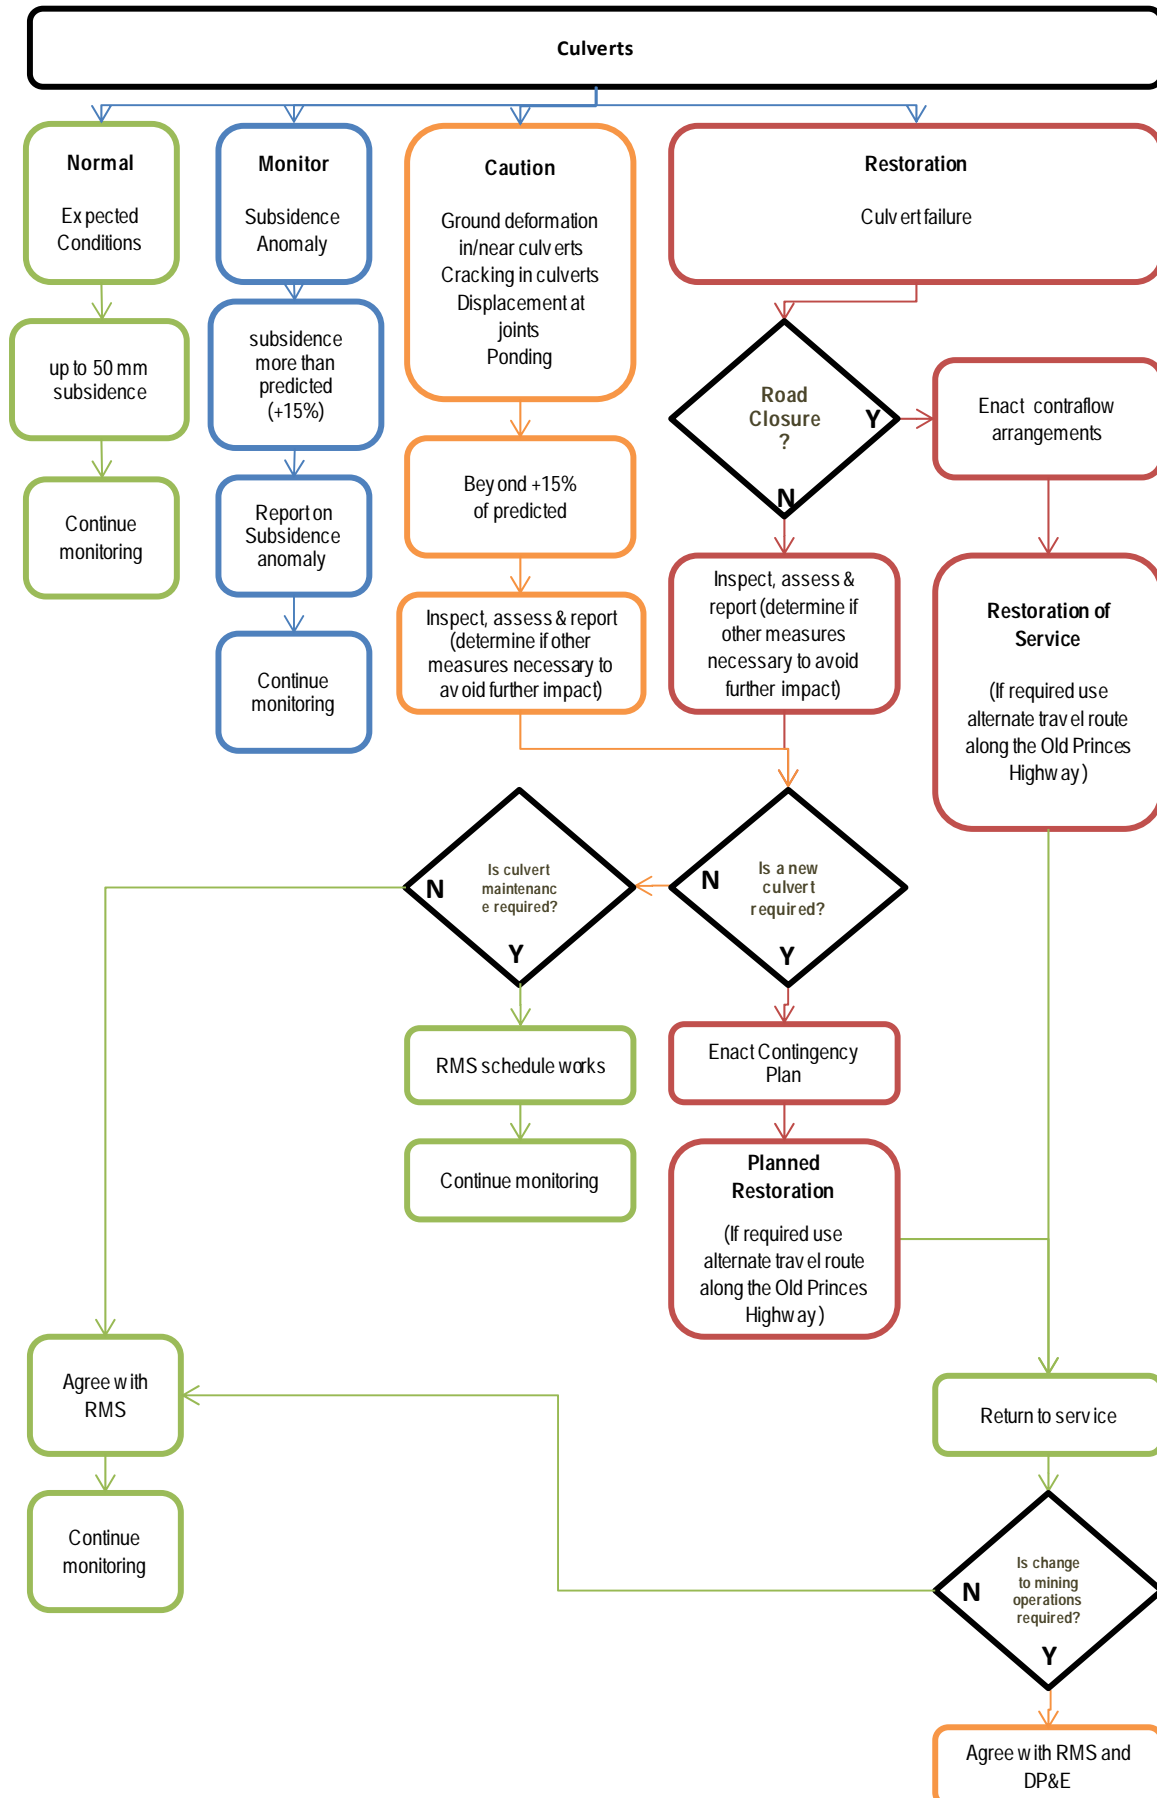 Culverts
Normal
Expected
Conditions
up to 50 mm
subsidence
Continue
monitoring
Monitor
Subsidence
Anomaly
subsidence
more than
predicted
(+15%)
Report on
Subsidence
anomaly
Continue
monitoring
Caution
Ground deformation
in/near culverts
Cracking in culverts
Displacement at
joints
Ponding
Beyond +15%
of predicted
Inspect, assess & report
(determine if other
measures necessary to
avoid further impact)
Restoration
Culvert failure
Road
Closure
?
Y
N
Enact contraflow
arrangements
Inspect, assess &
report (determine if
other measures
necessary to avoid
further impact)
Restoration of
Service
(If required use
alternate travel route
along the Old Princes
Highway)
Is culvert
maintenanc
e required?
N
Y
Is a new
culvert
required?
N
Y
RMS schedule works
Continue monitoring
Enact Contingency
Plan
Planned
Restoration
(If required use
alternate travel route
along the Old Princes
Highway)
Agree with
RMS
Continue
monitoring
Return to service
Is change
to mining
operations
required?
N
Y
Agree with RMS and
DP&E